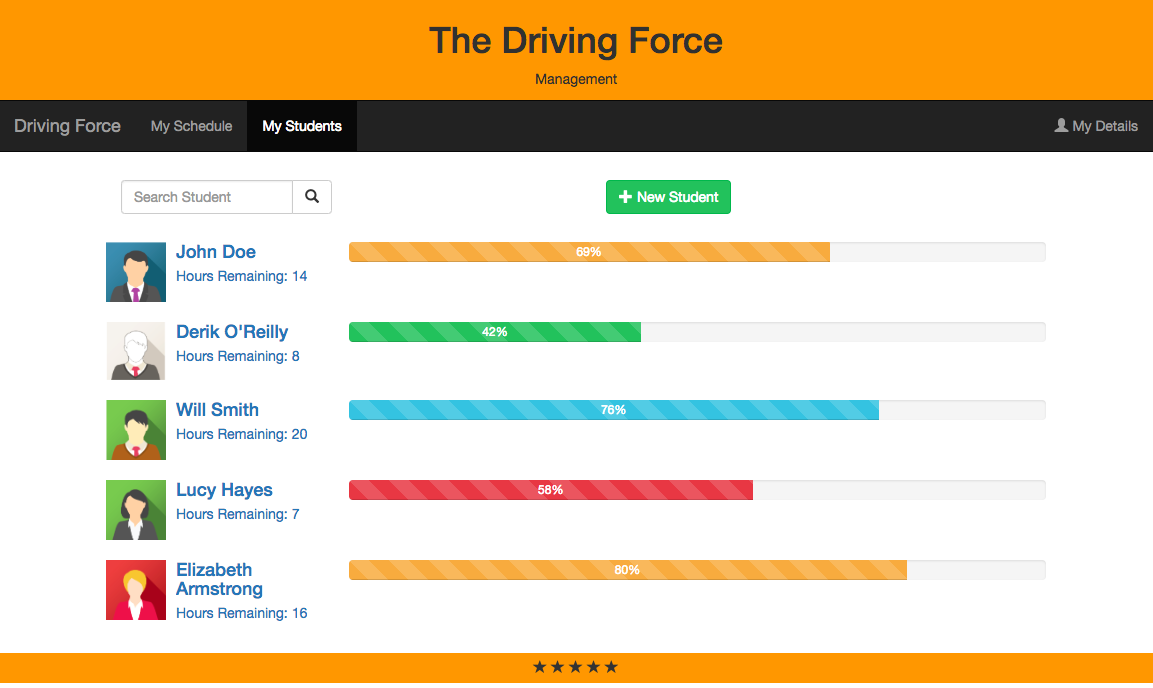 The Driving Force
Management
Driving Force My Schedule My Students My Details
Search Student New Student
John Doe 69%
Hours Remaining: 14
Derik O'Reilly 42%
Hours Remaining: 8
Will Smith 76%
Hours Remaining: 20
Lucy Hayes 58%
Hours Remaining: 7
Elizabeth 80%
Armstrong
Hours Remaining: 16